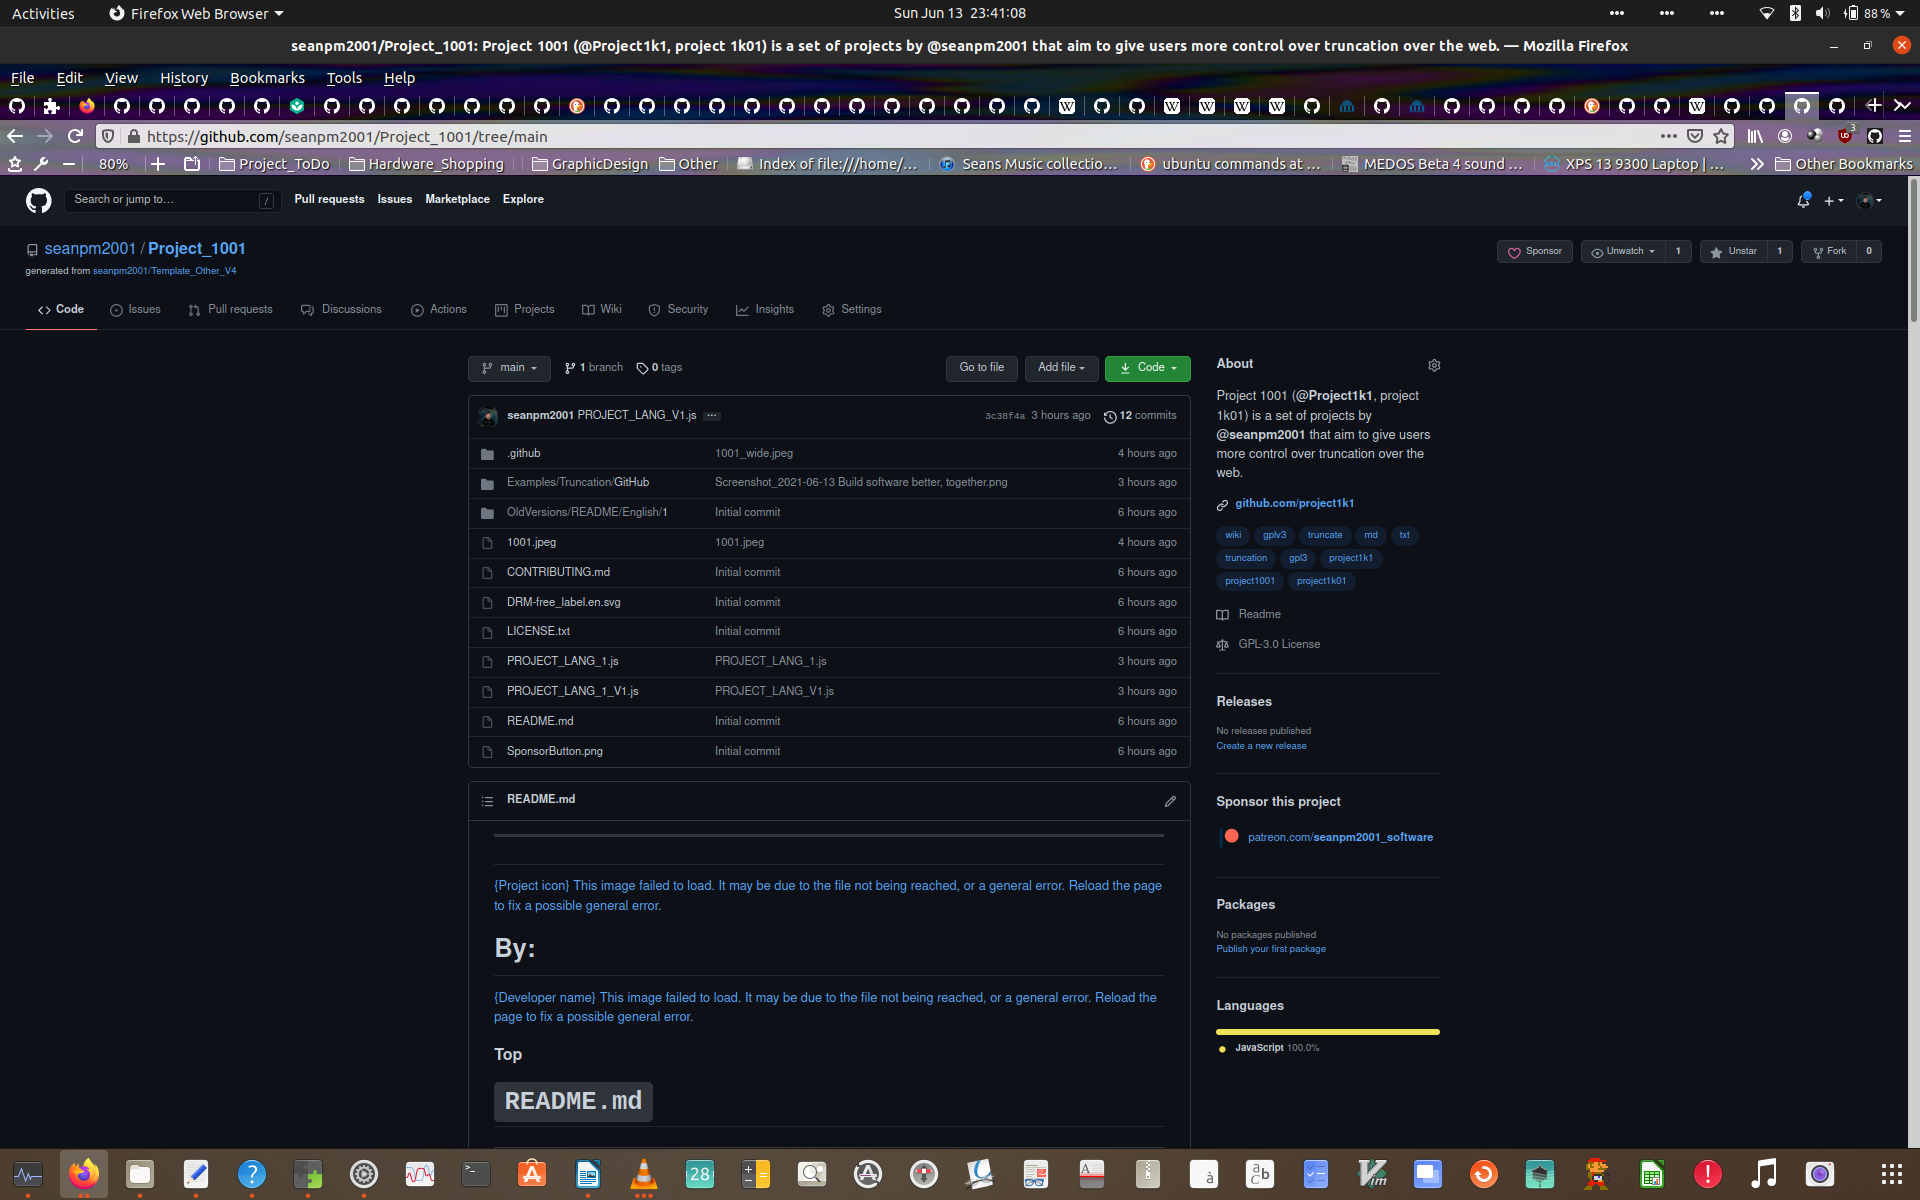 Activities
Firefox Web Browser
Sun Jun 13 23:41:08
88 %
seanpm2001/Project_1001: Project 1001 (@Project1k1, project 1k01) is a set of projects by @seanpm2001 that aim to give users more control over truncation over the web. — Mozilla Firefox
File Edit View History Bookmarks Tools Help
https://github.com/seanpm2001/Project_1001/tree/main
3
80%
Project_ToDo
Hardware_Shopping
GraphicDesign
Other
Index of file:///home/...
Seans Music collectio...
ubuntu commands at ...
MEDOS Beta 4 sound ...
XPS 13 9300 Laptop | ...
Other Bookmarks
Search or jump to...
/
Pull requests Issues Marketplace Explore
seanpm2001 / Project_1001
generated from seanpm2001/Template_Other_V4
Sponsor
Unwatch 1
Unstar 1
Fork 0
Code
Issues
Pull requests
Discussions
Actions
Projects
Wiki
Security
Insights
Settings
main
1 branch
0 tags
Go to file
Add file
Code
seanpm2001 PROJECT_LANG_V1.js ...
3c38f4a 3 hours ago
12 commits
.github 1001_wide.jpeg 4 hours ago
Examples/Truncation/GitHub Screenshot_2021-06-13 Build software better, together.png 3 hours ago
OldVersions/README/English/1 Initial commit 6 hours ago
1001.jpeg 1001.jpeg 4 hours ago
CONTRIBUTING.md Initial commit 6 hours ago
DRM-free_label.en.svg Initial commit 6 hours ago
LICENSE.txt Initial commit 6 hours ago
PROJECT_LANG_1.js PROJECT_LANG_1.js 3 hours ago
PROJECT_LANG_1_V1.js PROJECT_LANG_V1.js 3 hours ago
README.md Initial commit 6 hours ago
SponsorButton.png Initial commit 6 hours ago
README.md
{Project icon} This image failed to load. It may be due to the file not being reached, or a general error. Reload the page
to fix a possible general error.
By:
{Developer name} This image failed to load. It may be due to the file not being reached, or a general error. Reload the
page to fix a possible general error.
Top
README.md
About
Project 1001 (@Project1k1, project
1k01) is a set of projects by
@seanpm2001 that aim to give users
more control over truncation over the
web.
github.com/project1k1
wiki gplv3 truncate md txt
truncation gpl3 project1k1
project1001 project1k01
Readme
GPL-3.0 License
Releases
No releases published
Create a new release
Sponsor this project
patreon.com/seanpm2001_software
Packages
No packages published
Publish your first package
Languages
JavaScript 100.0%
28